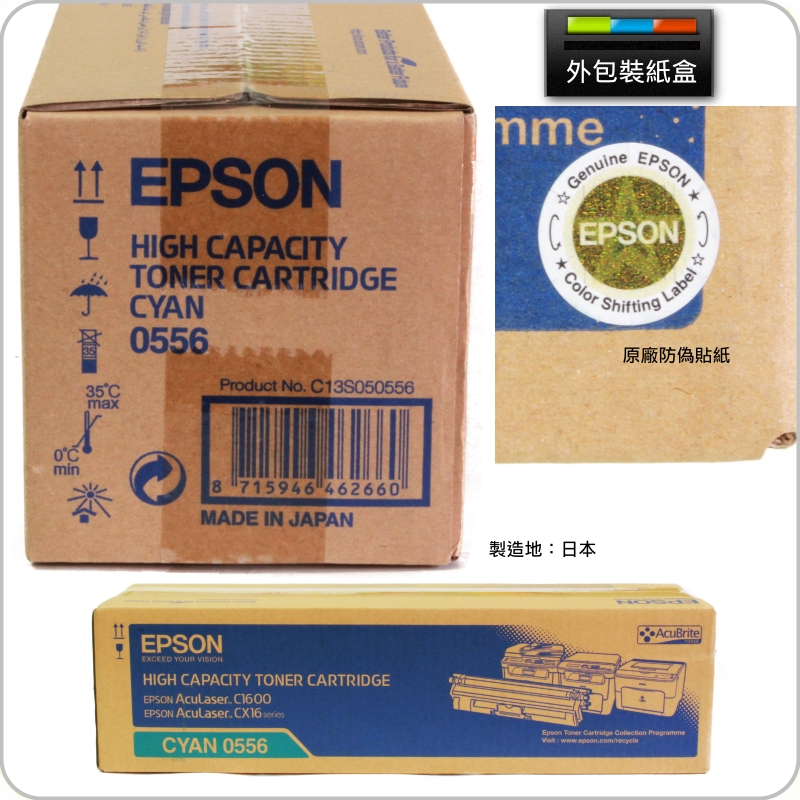 外包裝紙盒
EPSON
HIGH CAPACITY
TONER CARTRIDGE
CYAN
0556
35
35°C
max
0°C
min
Product No. C13S050556
8 715946 462660
MADE IN JAPAN
mme
Genuine EPSON
EPSON
Color Shifting Label
原廠防偽貼紙
製造地：日本
EPSON
EPSON
EXCEED YOUR VISION
AcuBrite
TONER
HIGH CAPACITY TONER CARTRIDGE
EPSON AcuLaser C1600
EPSON AcuLaser CX16 series
CYAN 0556
Epson Toner Cartridge Collection Programme
Visit : www.epson.com/recycle